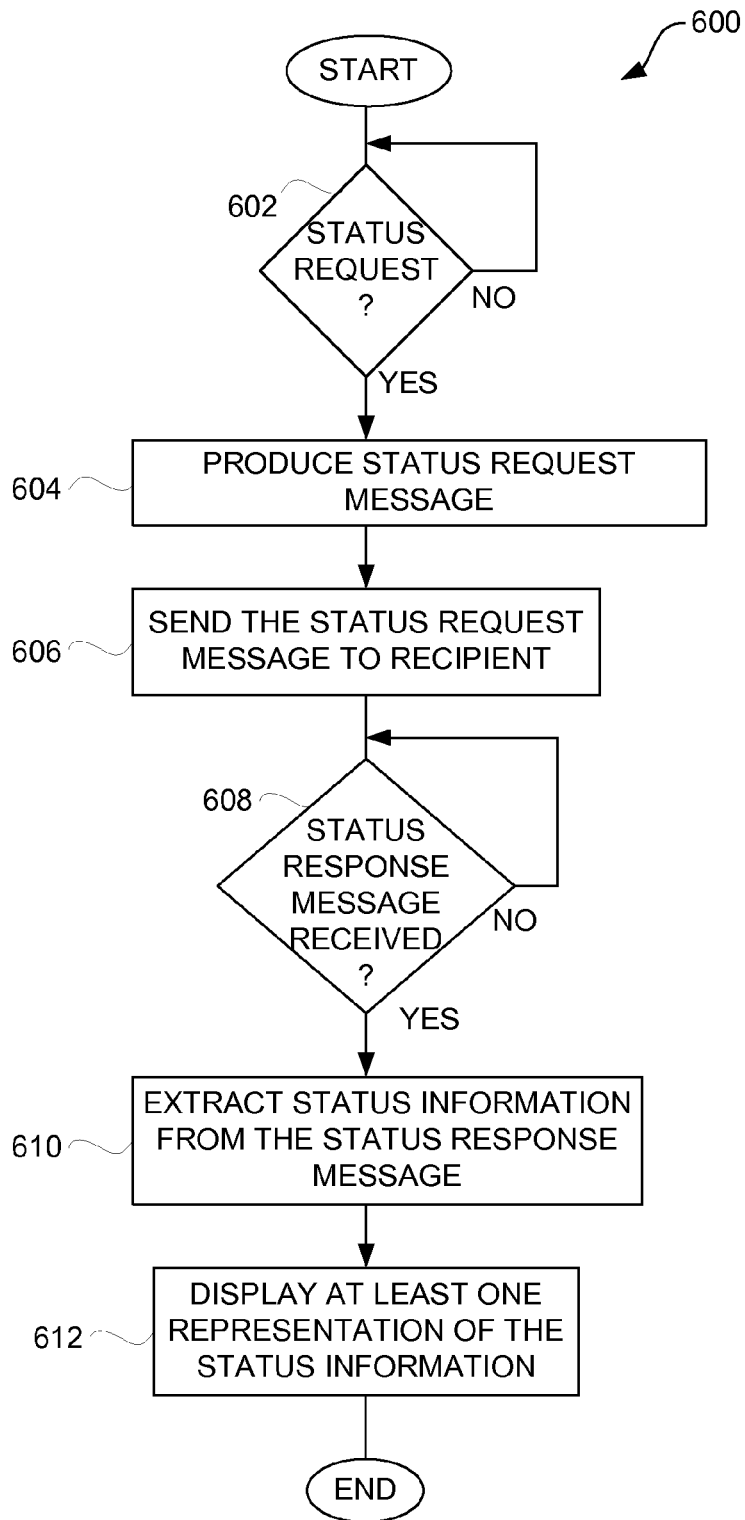 600
START
602
STATUS
REQUEST
?
NO
YES
604
PRODUCE STATUS REQUEST
MESSAGE
606
SEND THE STATUS REQUEST
MESSAGE TO RECIPIENT
608
STATUS
RESPONSE
MESSAGE
RECEIVED
?
NO
YES
610
EXTRACT STATUS INFORMATION
FROM THE STATUS RESPONSE
MESSAGE
612
DISPLAY AT LEAST ONE
REPRESENTATION OF THE
STATUS INFORMATION
END